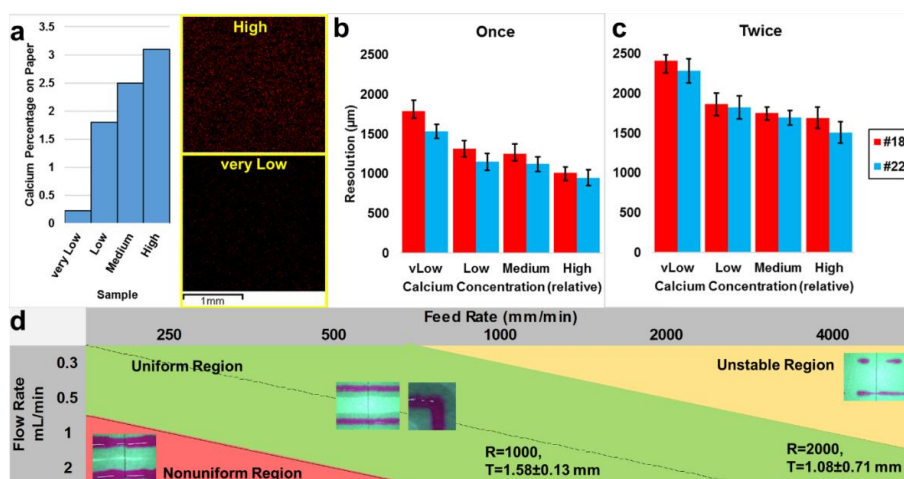 a
Calcium Percentage on Paper
3.5
3
2.5
2
1.5
1
0.5
0
very Low
Low
Medium
High
Sample
High
very Low
1mm
b
Once
Resolution (µm)
2500
2000
1500
1000
500
0
vLow Low Medium High
Calcium Concentration (relative)
c
Twice
2500
2000
1500
1000
500
0
vLow Low Medium High
Calcium Concentration (relative)
#18
#22
d
Feed Rate (mm/min)
250 500 1000 2000 4000
Flow Rate
mL/min
0.3
0.5
1
2
Uniform Region
Unstable Region
Nonuniform Region
R=1000,
T=1.58±0.13 mm
R=2000,
T=1.08±0.71 mm